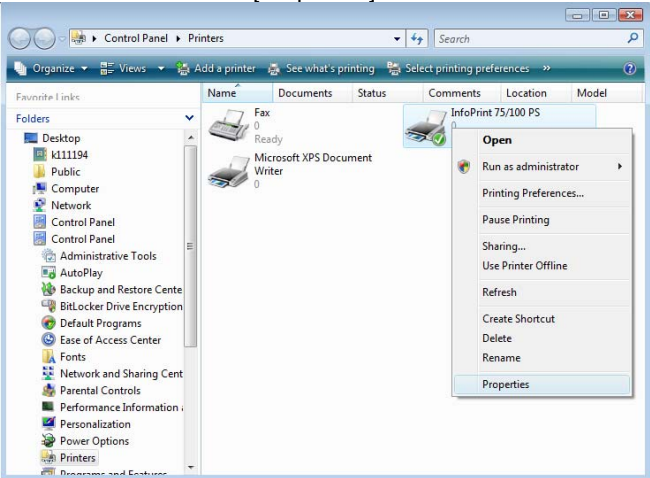 Control Panel ▸ Printers
Search
Organize
Views
Add a printer
See what's printing
Select printing preferences
»
Favorite Links
Folders
Desktop
k111194
Public
Computer
Network
Control Panel
Control Panel
Administrative Tools
AutoPlay
Backup and Restore Cente
BitLocker Drive Encryption
Default Programs
Ease of Access Center
Fonts
Network and Sharing Cent
Parental Controls
Performance Information
Personalization
Power Options
Printers
Programs and Features
Name
Documents
Status
Comments
Location
Model
Fax
0
Ready
Microsoft XPS Document
Writer
0
InfoPrint 75/100 PS
0
Open
Run as administrator
Printing Preferences...
Pause Printing
Sharing...
Use Printer Offline
Refresh
Create Shortcut
Delete
Rename
Properties